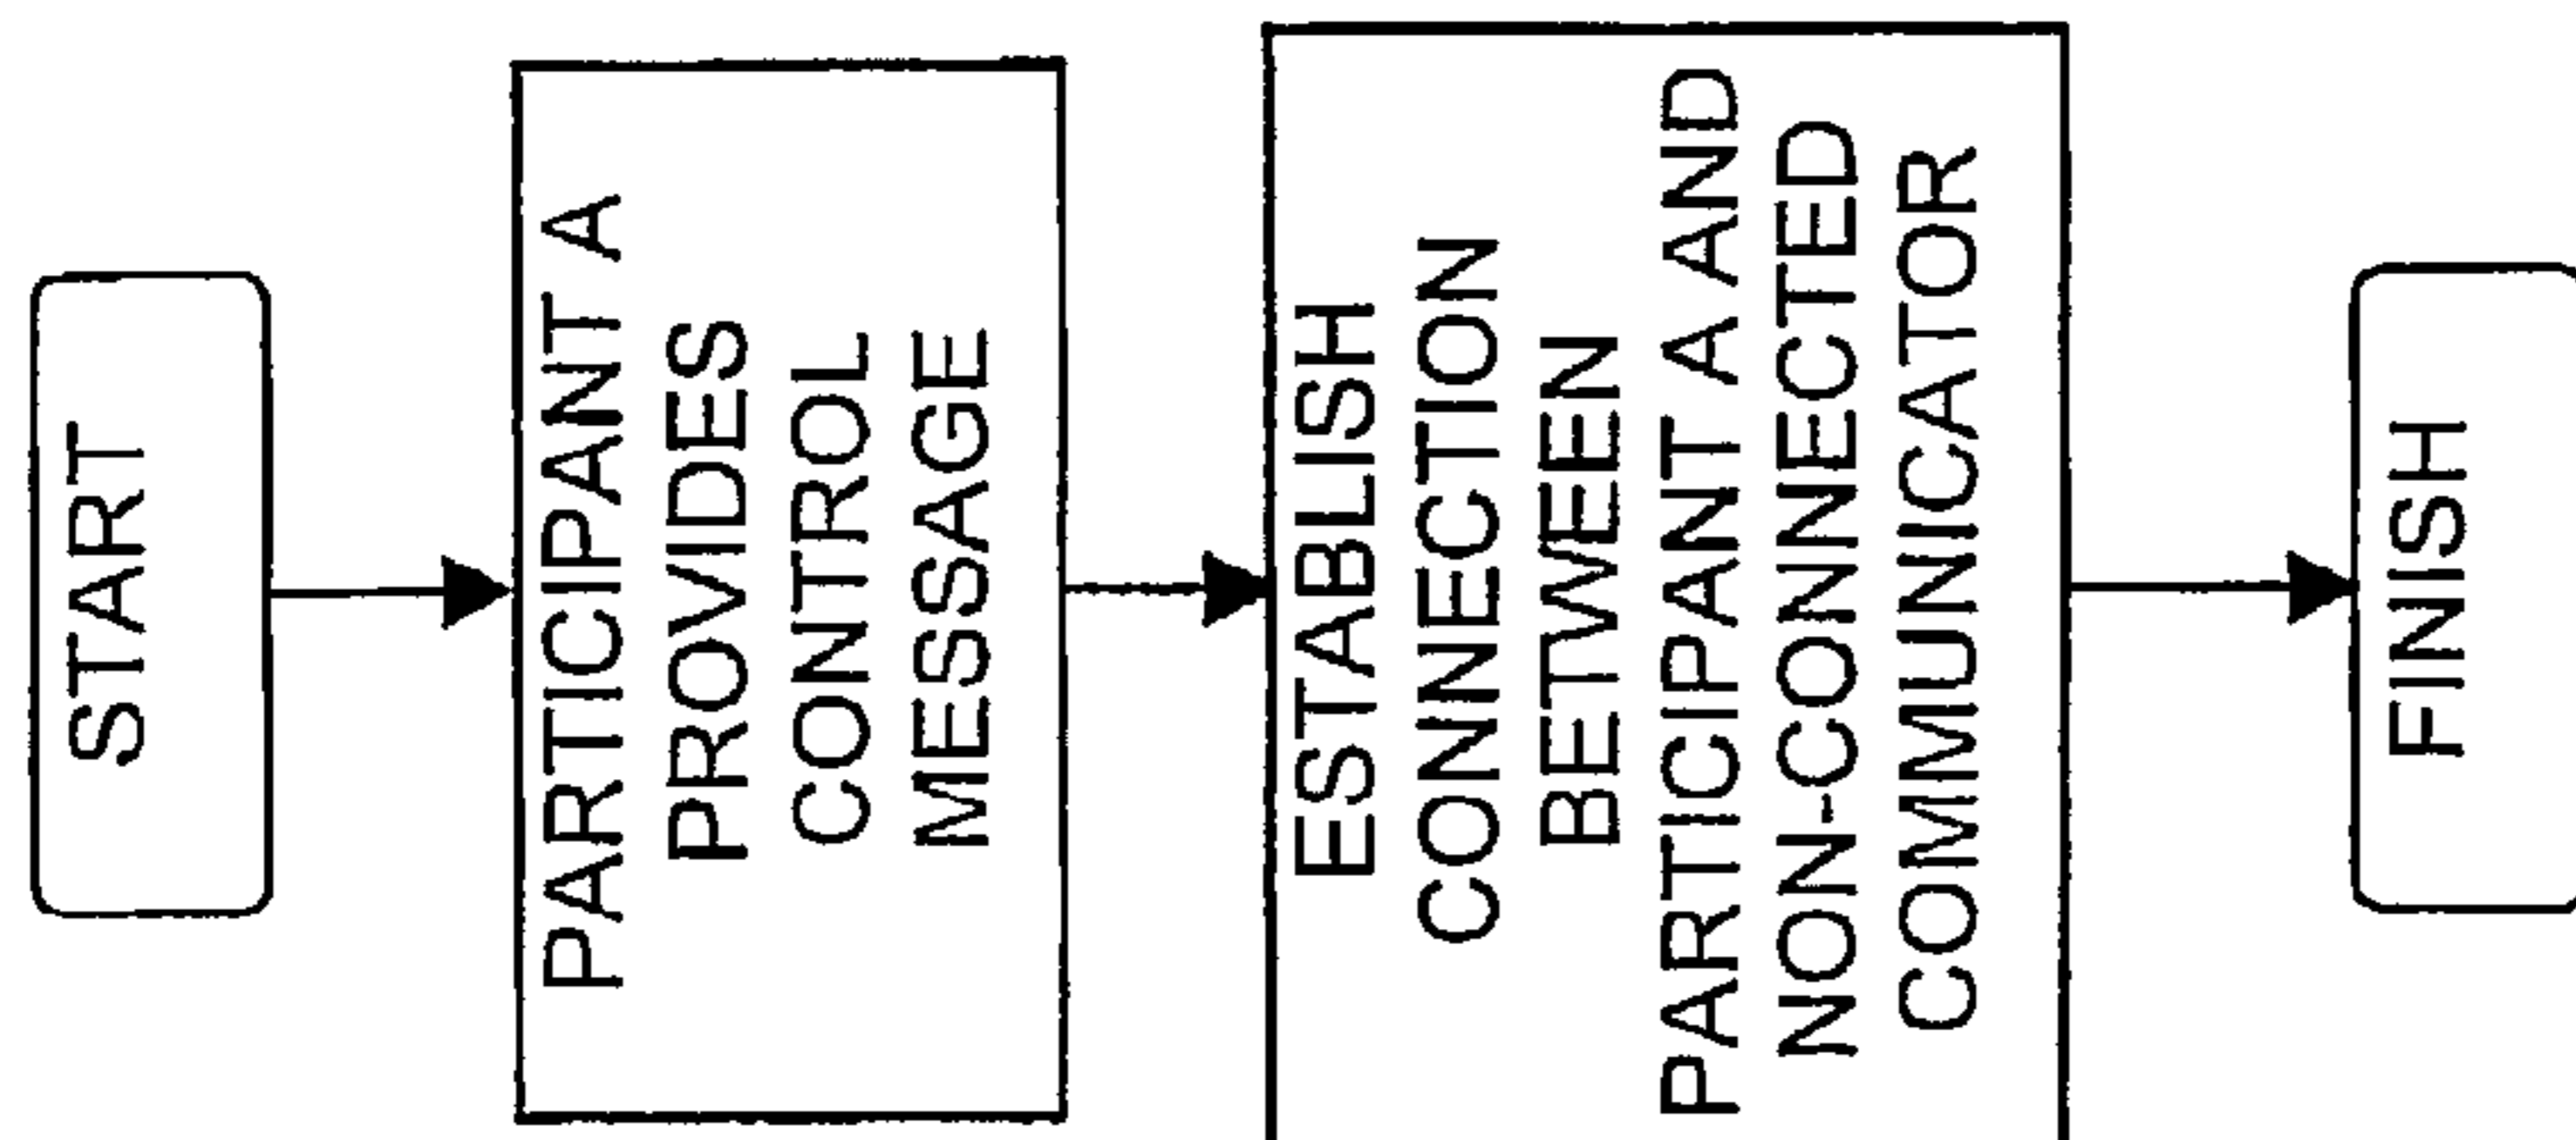 START
PARTICIPANT A
PROVIDES
CONTROL
MESSAGE
ESTABLISH
CONNECTION
BETWEEN
PARTICIPANT A AND
NON-CONNECTED
COMMUNICATOR
FINISH